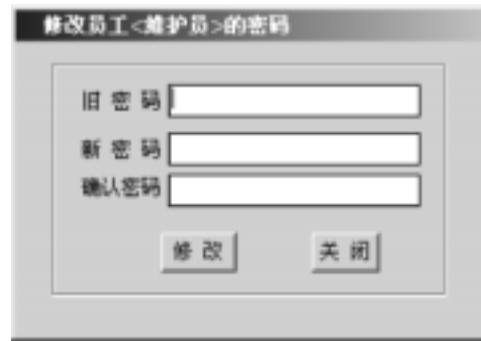 修改员工<维护员>的密码
旧 密 码
新 密 码
确认密码
修 改 关 闭